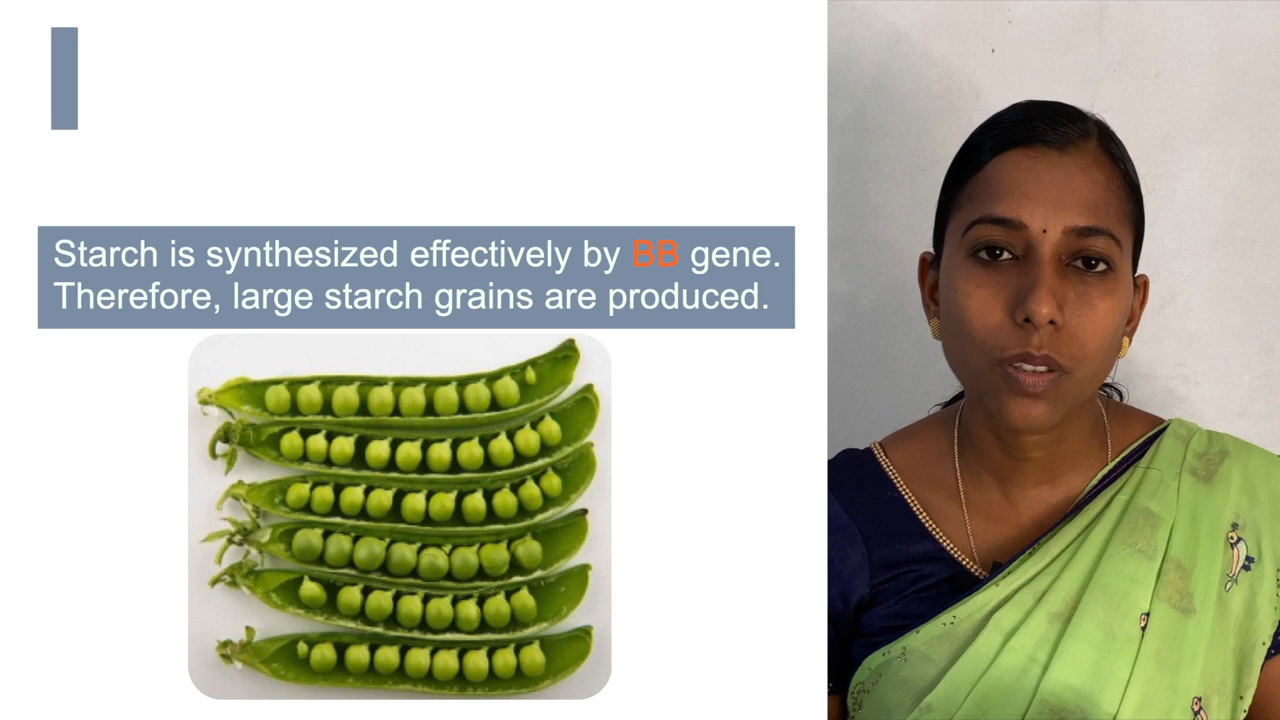 Starch is synthesized effectively by BB gene.
Therefore, large starch grains are produced.